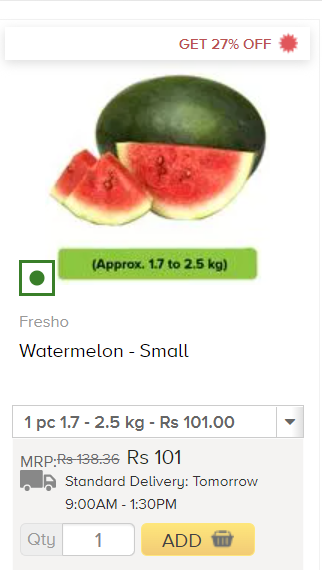 GET 27% OFF
(Approx. 1.7 to 2.5 kg)
Fresho
Watermelon - Small
1 pc 1.7 - 2.5 kg - Rs 101.00
MRP:Rs 138.36 Rs 101
Standard Delivery: Tomorrow
9:00AM - 1:30PM
Qty 1 ADD